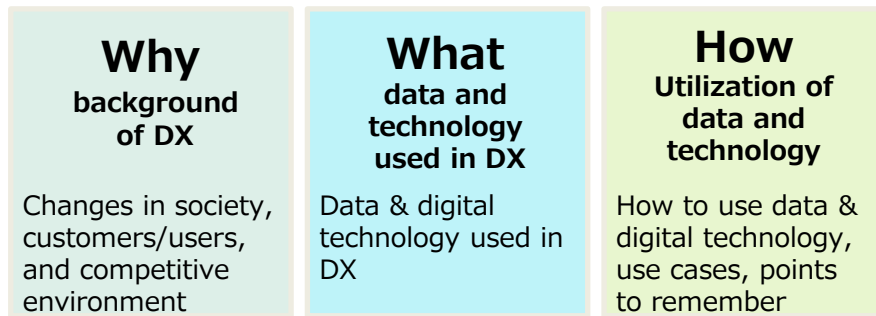 Why
background
of DX
Changes in society,
customers/users,
and competitive
environment
What
data and
technology
used in DX
Data & digital
technology used in
DX
How
Utilization of
data and
technology
How to use data &
digital technology,
use cases, points
to remember